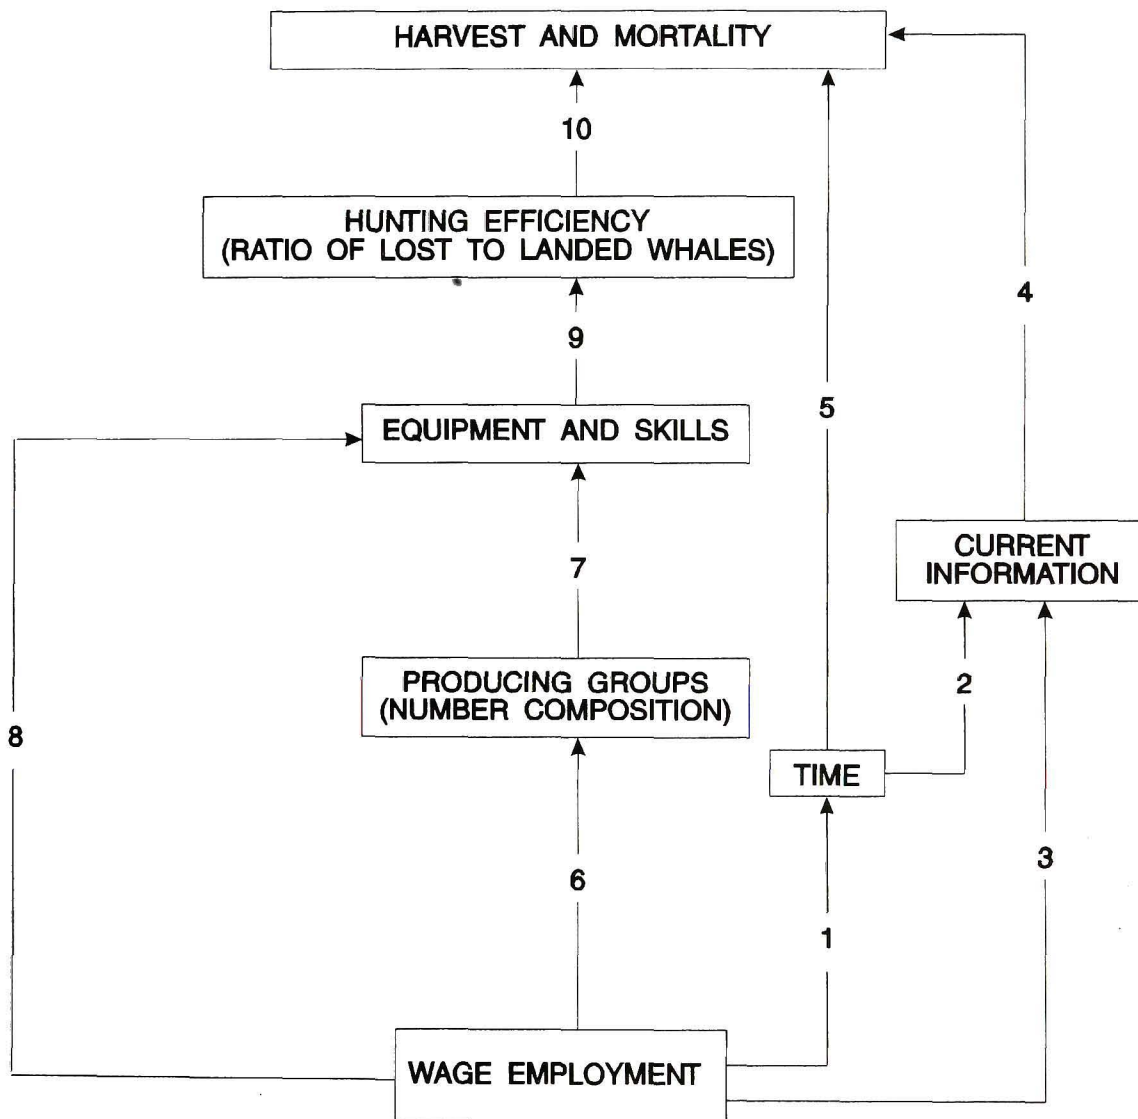 HARVEST AND MORTALITY
10
HUNTING EFFICIENCY
(RATIO OF LOST TO LANDED WHALES)
4
9
5
EQUIPMENT AND SKILLS
CURRENT
INFORMATION
7
PRODUCING GROUPS
(NUMBER COMPOSITION)
2
8
TIME
3
6
1
WAGE EMPLOYMENT